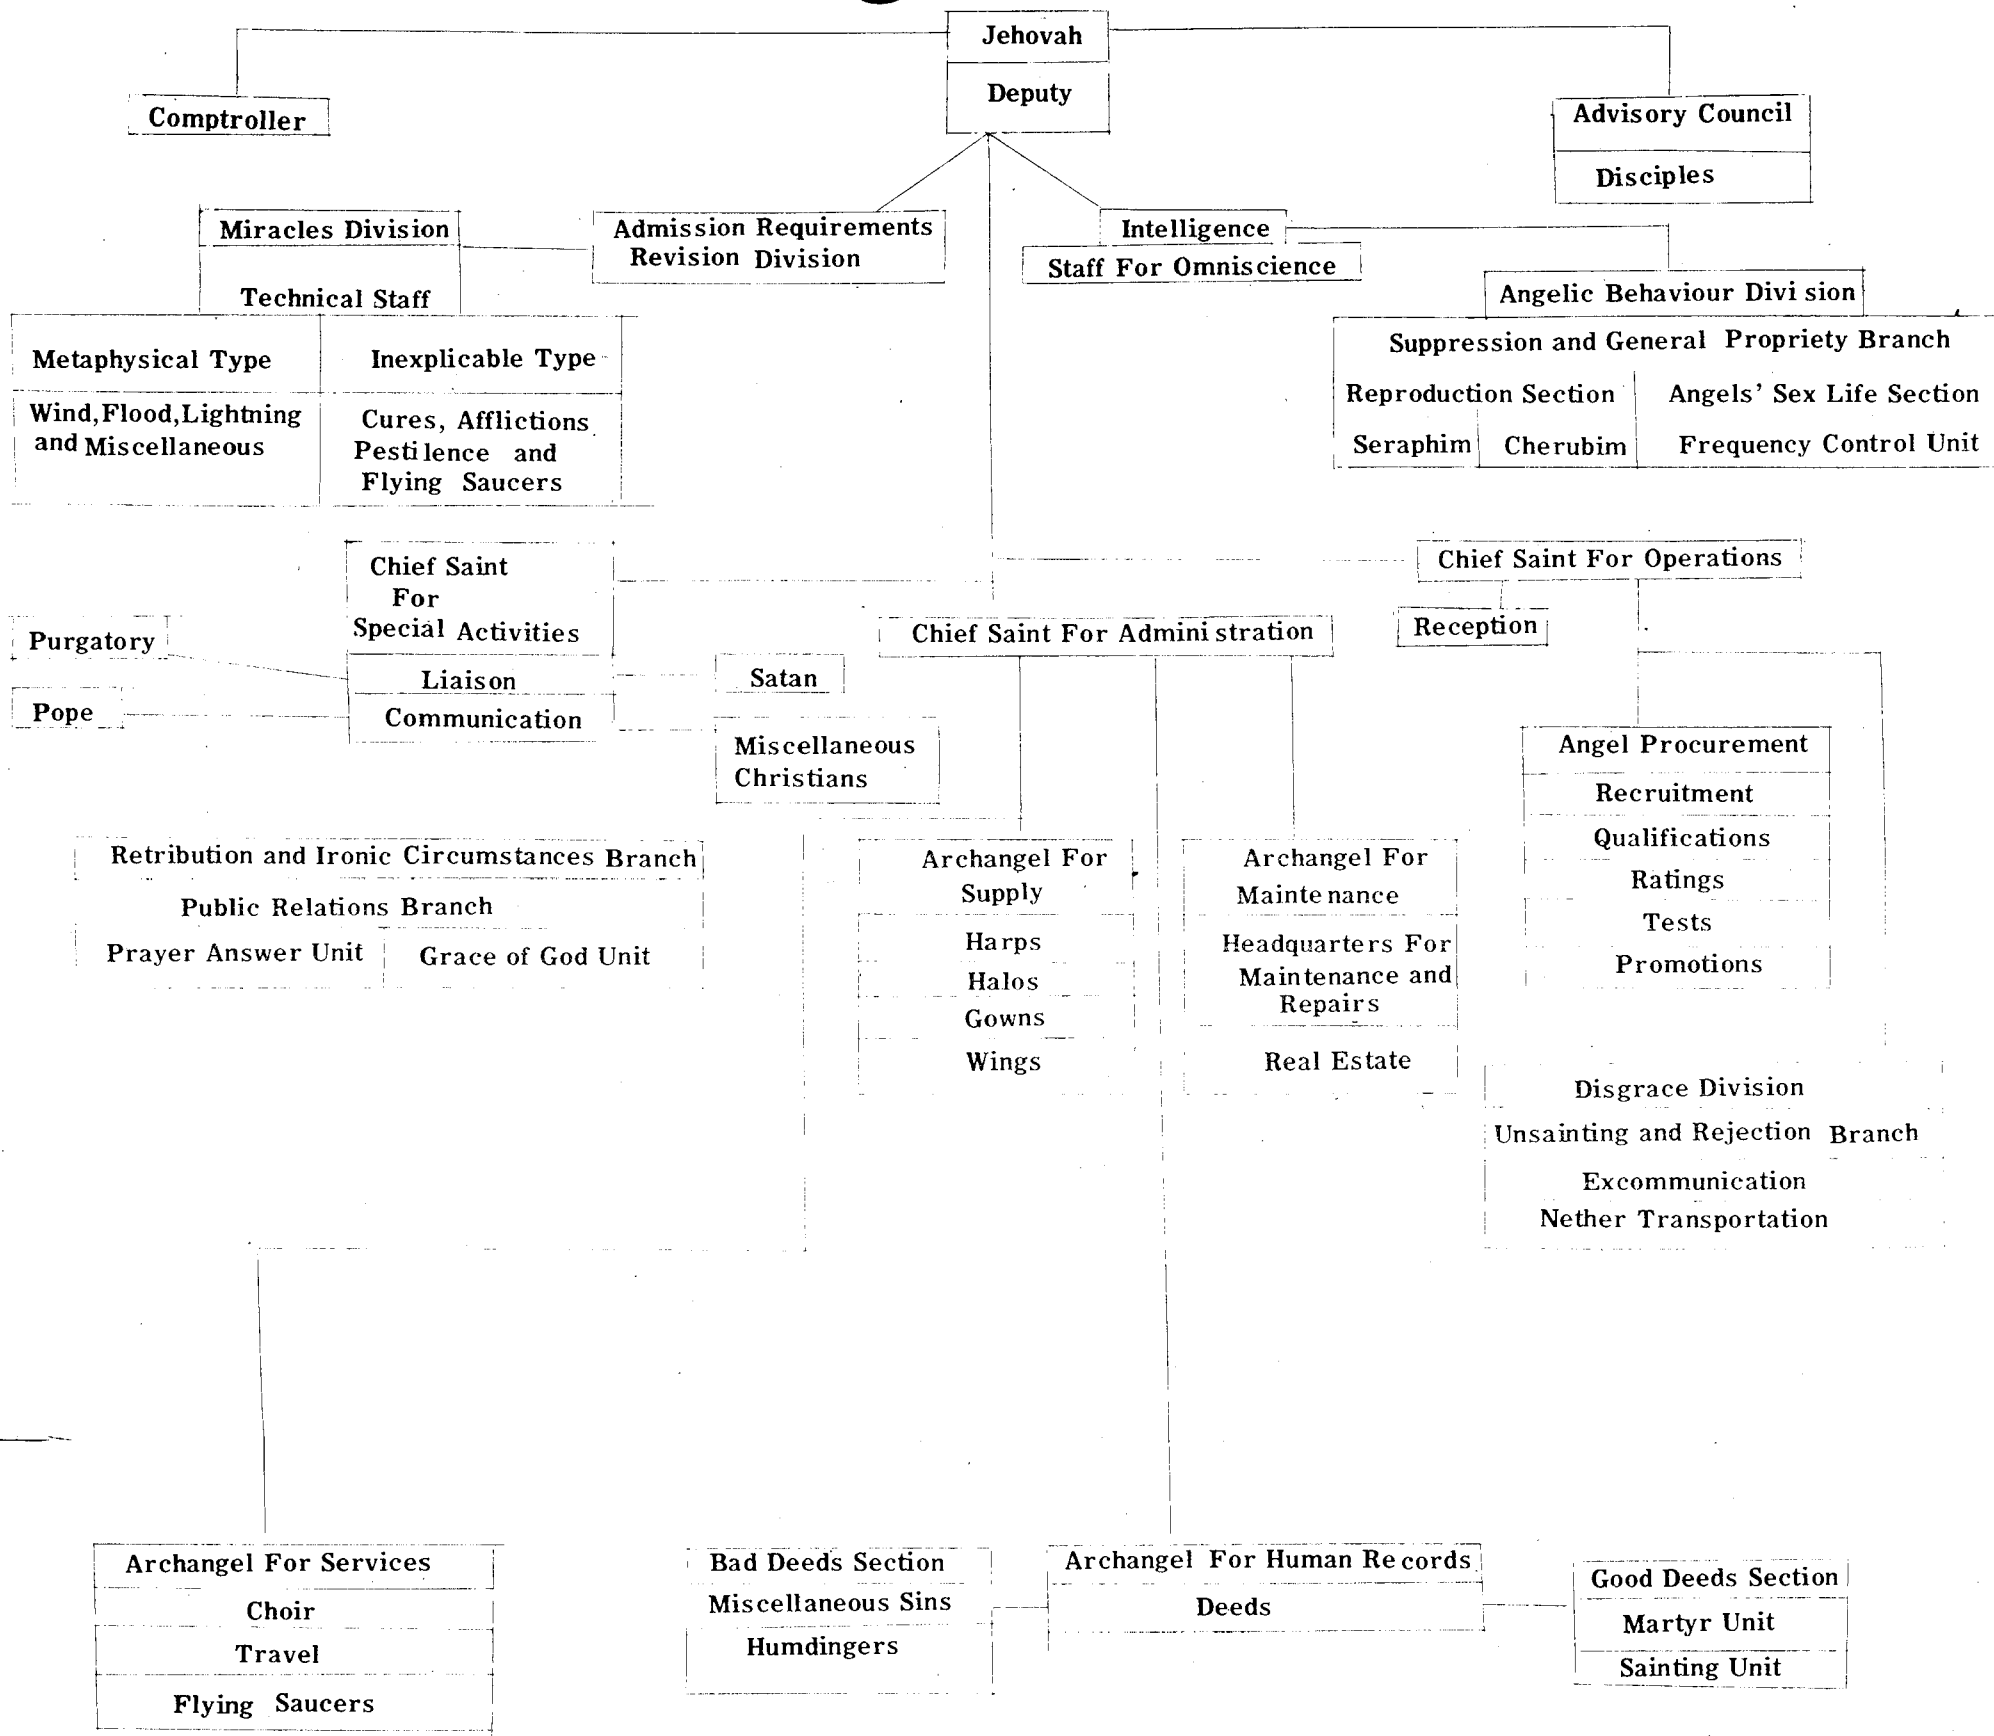 Jehovah
Deputy
Comptroller
Advisory Council
Disciples
Miracles Division
Technical Staff
Admission Requirements
Revision Division
Intelligence
Staff For Omniscience
Angelic Behaviour Division
Metaphysical Type
Inexplicable Type
Wind, Flood, Lightning
and Miscellaneous
Cures, Afflictions
Pestilence and
Flying Saucers
Suppression and General Propriety Branch
Reproduction Section
Angels' Sex Life Section
Seraphim
Cherubim
Frequency Control Unit
Chief Saint
For
Special Activities
Liaison
Communication
Purgatory
Pope
Satan
Miscellaneous
Christians
Chief Saint For Administration
Chief Saint For Operations
Reception
Retribution and Ironic Circumstances Branch
Public Relations Branch
Prayer Answer Unit
Grace of God Unit
Archangel For
Supply
Harps
Halos
Gowns
Wings
Archangel For
Maintenance
Headquarters For
Maintenance and
Repairs
Real Estate
Angel Procurement
Recruitment
Qualifications
Ratings
Tests
Promotions
Disgrace Division
Unsainting and Rejection Branch
Excommunication
Nether Transportation
Archangel For Services
Choir
Travel
Flying Saucers
Bad Deeds Section
Miscellaneous Sins
Humdingers
Archangel For Human Records
Deeds
Good Deeds Section
Martyr Unit
Sainting Unit